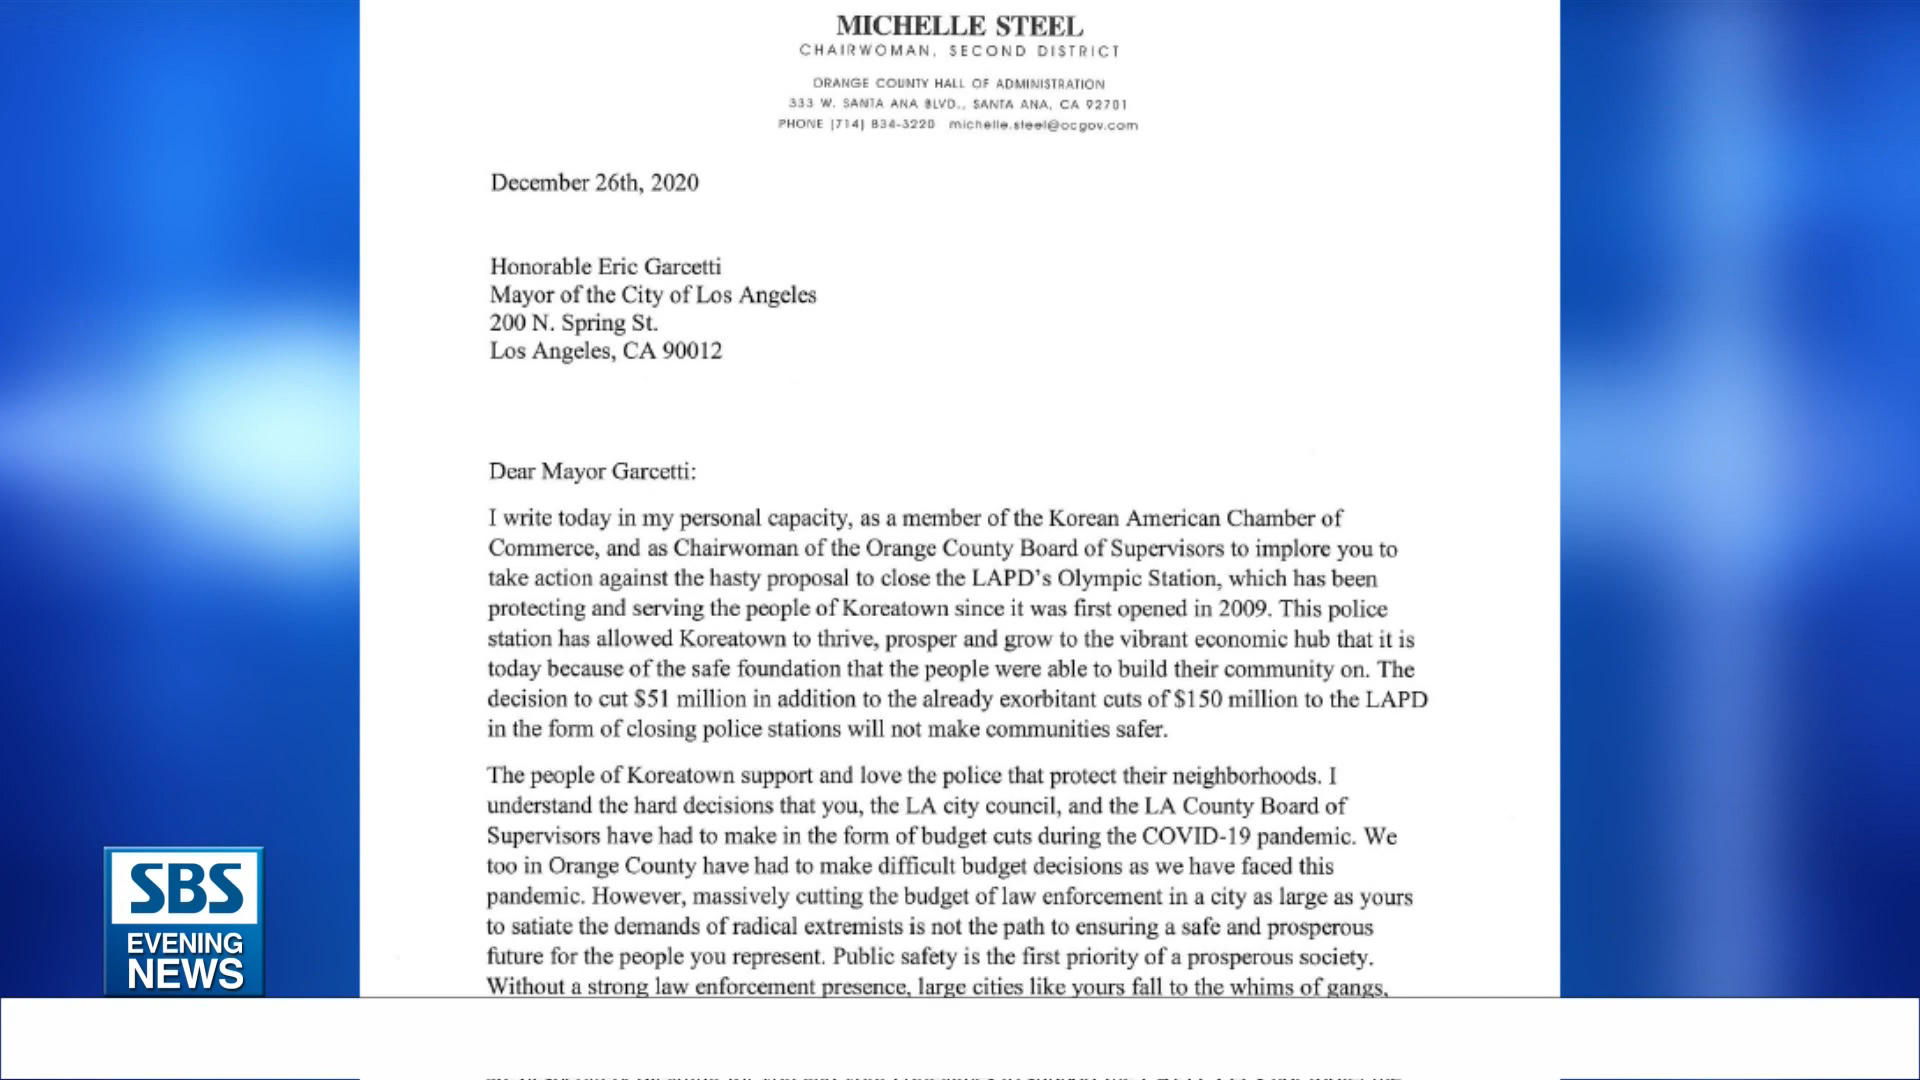 MICHELLE STEEL
CHAIRWOMAN, SECOND DISTRICT
ORANGE COUNTY HALL OF ADMINISTRATION
333 W. SANTA ANA BLVD., SANTA ANA, CA 92701
PHONE (714) 834-3220 michelle.steel@ocgov.com
December 26th, 2020
Honorable Eric Garcetti
Mayor of the City of Los Angeles
200 N. Spring St.
Los Angeles, CA 90012
Dear Mayor Garcetti:
I write today in my personal capacity, as a member of the Korean American Chamber of
Commerce, and as Chairwoman of the Orange County Board of Supervisors to implore you to
take action against the hasty proposal to close the LAPD's Olympic Station, which has been
protecting and serving the people of Koreatown since it was first opened in 2009. This police
station has allowed Koreatown to thrive, prosper and grow to the vibrant economic hub that it is
today because of the safe foundation that the people were able to build their community on. The
decision to cut $51 million in addition to the already exorbitant cuts of $150 million to the LAPD
in the form of closing police stations will not make communities safer.
The people of Koreatown support and love the police that protect their neighborhoods. I
understand the hard decisions that you, the LA city council, and the LA County Board of
Supervisors have had to make in the form of budget cuts during the COVID-19 pandemic. We
too in Orange County have had to make difficult budget decisions as we have faced this
pandemic. However, massively cutting the budget of law enforcement in a city as large as yours
to satiate the demands of radical extremists is not the path to ensuring a safe and prosperous
future for the people you represent. Public safety is the first priority of a prosperous society.
Without a strong law enforcement presence, large cities like yours fall to the whims of gangs,
SBS
EVENING
NEWS